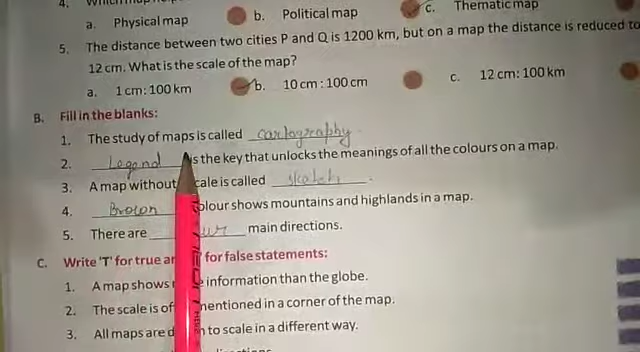 4. Which map
a. Physical map b. Political map c. Thematic map
5. The distance between two cities P and Q is 1200 km, but on a map the distance is reduced to
12 cm. What is the scale of the map?
a. 1 cm: 100 km b. 10 cm : 100 cm c. 12 cm: 100 km
B. Fill in the blanks:
1. The study of maps is called cartography
2. Legend is the key that unlocks the meanings of all the colours on a map.
3. A map without scale is called sketch.
4. Brown colour shows mountains and highlands in a map.
5. There are four main directions.
C. Write 'T' for true for false statements:
1. A map shows information than the globe.
2. The scale is mentioned in a corner of the map.
3. All maps are to scale in a different way.